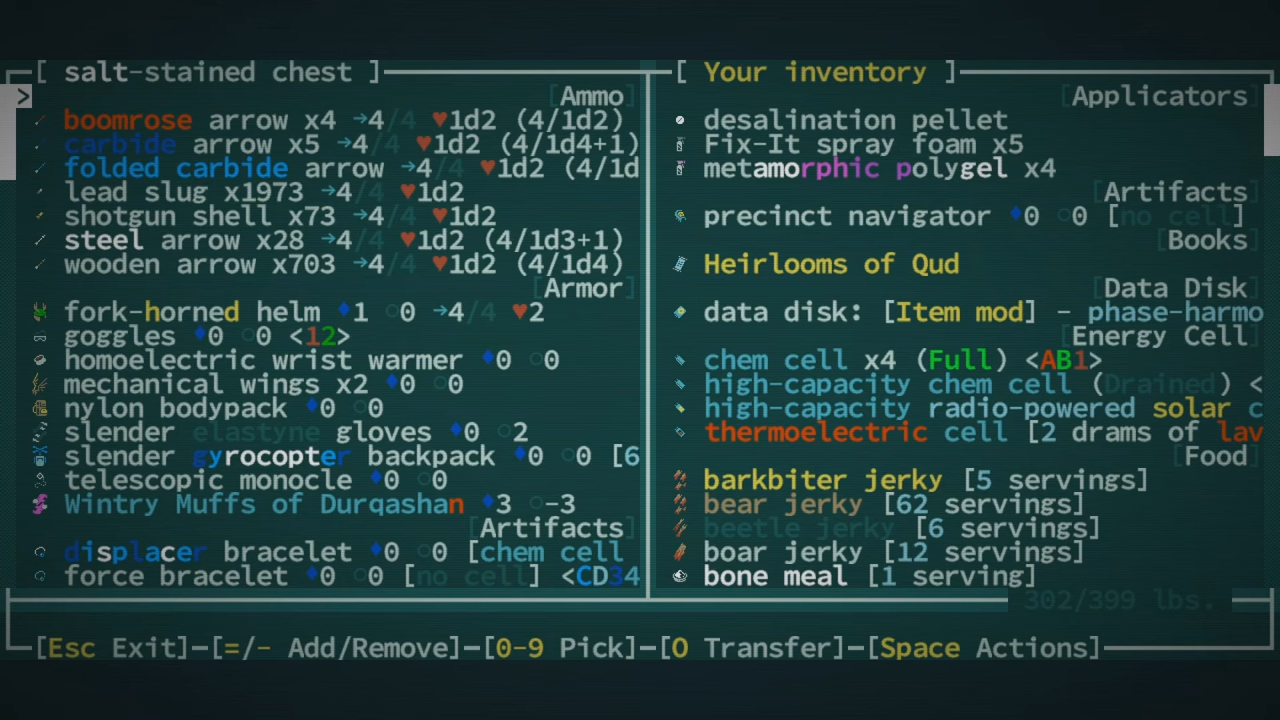 [ salt-stained chest ]
>
[Ammo]
boomrose arrow x4 →4/4 ♥1d2 (4/1d2)
carbide arrow x5 →4/4 ♥1d2 (4/1d4+1)
folded carbide arrow →4/4 ♥1d2 (4/1d
lead slug x1973 →4/4 ♥1d2
shotgun shell x73 →4/4 ♥1d2
steel arrow x28 →4/4 ♥1d2 (4/1d3+1)
wooden arrow x703 →4/4 ♥1d2 (4/1d4)
[Armor]
fork-horned helm ♦1 ○0 →4/4 ♥2
goggles ♦0 ○0 <12>
homoelectric wrist warmer ♦0 ○0
mechanical wings x2 ♦0 ○0
nylon bodypack ♦0 ○0
slender elastyne gloves ♦0 ○2
slender gyrocopter backpack ♦0 ○0 [6
telescopic monocle ♦0 ○0
Wintry Muffs of Durqashan ♦3 ○-3
[Artifacts]
displacer bracelet ♦0 ○0 [chem cell
force bracelet ♦0 ○0 [no cell] <CD34
[ Your inventory ]
[Applicators]
desalination pellet
Fix-It spray foam x5
metamorphic polygel x4
[Artifacts]
precinct navigator ♦0 ○0 [no cell]
[Books]
Heirlooms of Qud
[Data Disk]
data disk: [Item mod] - phase-harmo
[Energy Cell]
chem cell x4 (Full) <AB1>
high-capacity chem cell (Drained) <
high-capacity radio-powered solar c
thermoelectric cell [2 drams of lav
[Food]
barkbiter jerky [5 servings]
bear jerky [62 servings]
beetle jerky [6 servings]
boar jerky [12 servings]
bone meal [1 serving]
302/399 lbs.
[Esc Exit]-[=/- Add/Remove]-[0-9 Pick]-[O Transfer]-[Space Actions]